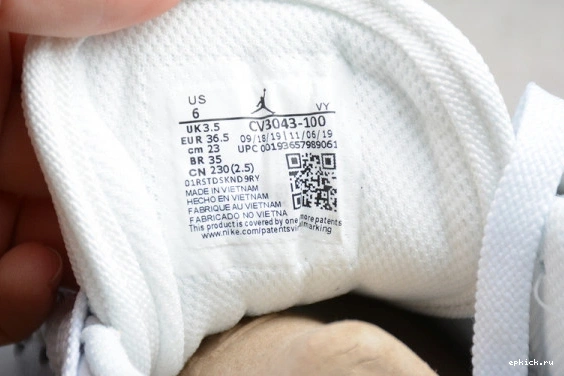 US
6
VY
UK 3.5
CV3043-100
EUR 36.5
09/18/19 | 11/06/19
cm 23
UPC 00193657989061
BR 35
CN 230(2.5)
01RSTDSKND9RY
MADE IN VIETNAM
HECHO EN VIETNAM
FABRIQUE AU VIETNAM
FABRICADO NO VIETNA
This product is covered by one more patents
www.nike.com/patents marking
epkick.ru